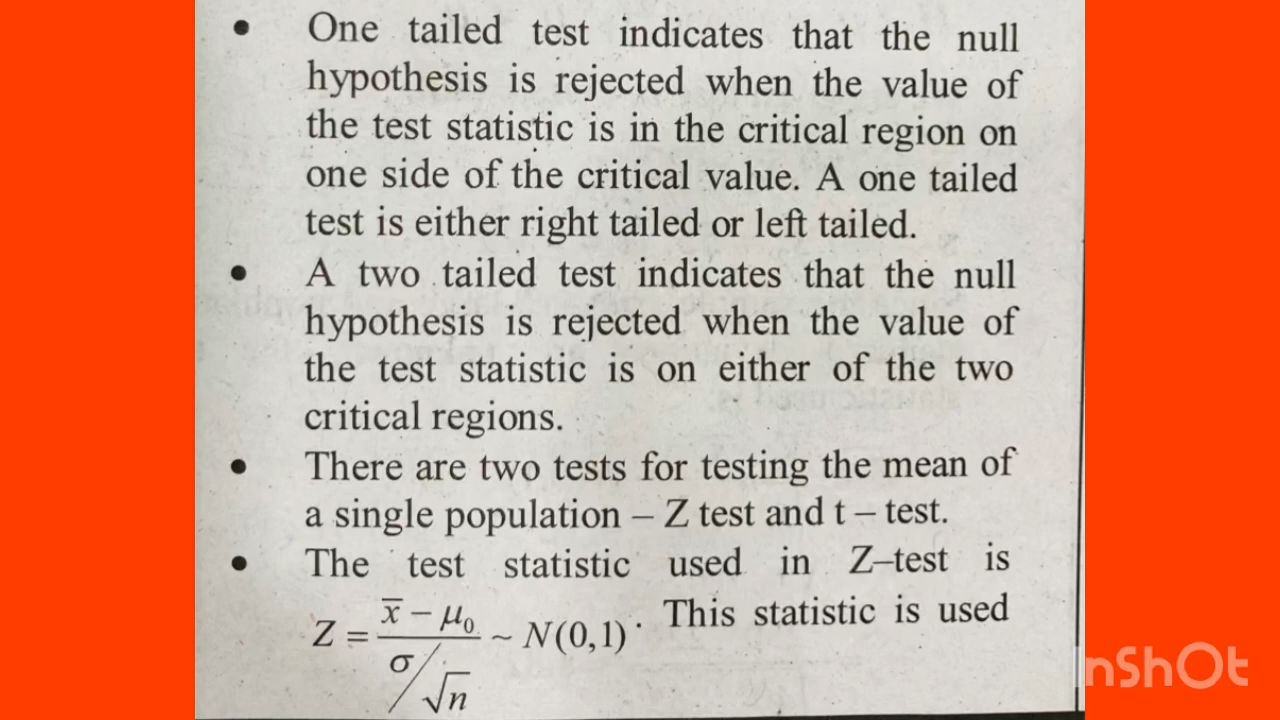 • One tailed test indicates that the null
hypothesis is rejected when the value of
the test statistic is in the critical region on
one side of the critical value. A one tailed
test is either right tailed or left tailed.
• A two tailed test indicates that the null
hypothesis is rejected when the value of
the test statistic is on either of the two
critical regions.
• There are two tests for testing the mean of
a single population – Z test and t – test.
• The test statistic used in Z–test is
Z = (x̄ – μ₀) / (σ/√n) ~ N(0,1). This statistic is used
nShOt